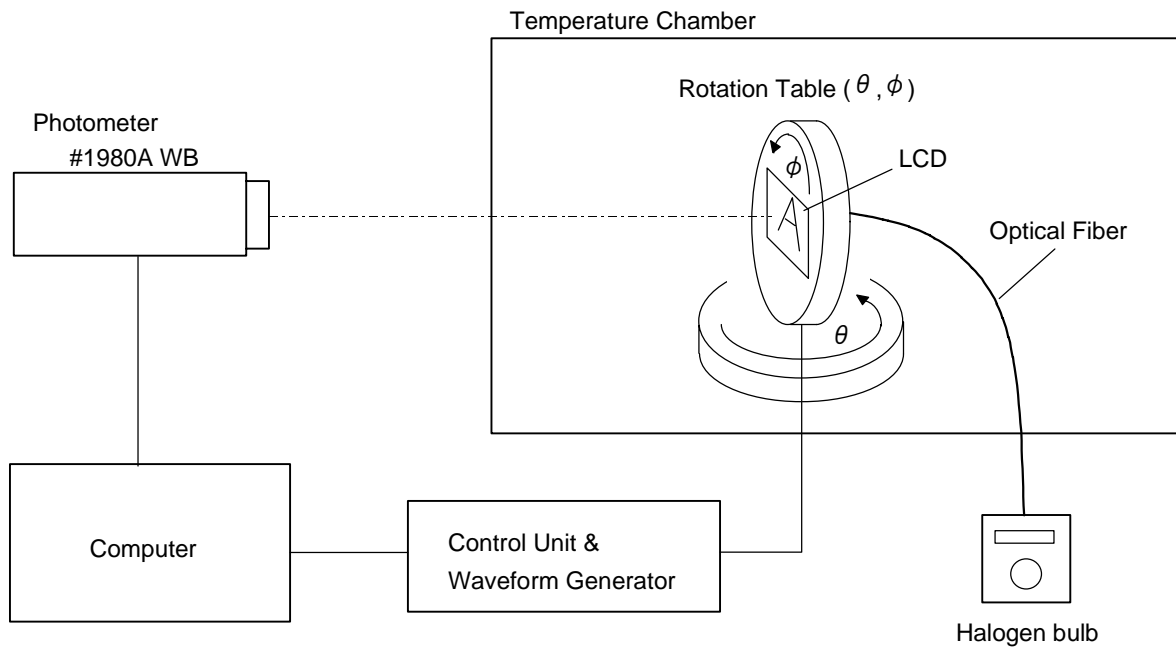 Temperature Chamber
Rotation Table ( θ , φ )
Photometer
#1980A WB
φ
LCD
A
Optical Fiber
θ
Computer
Control Unit &
Waveform Generator
Halogen bulb